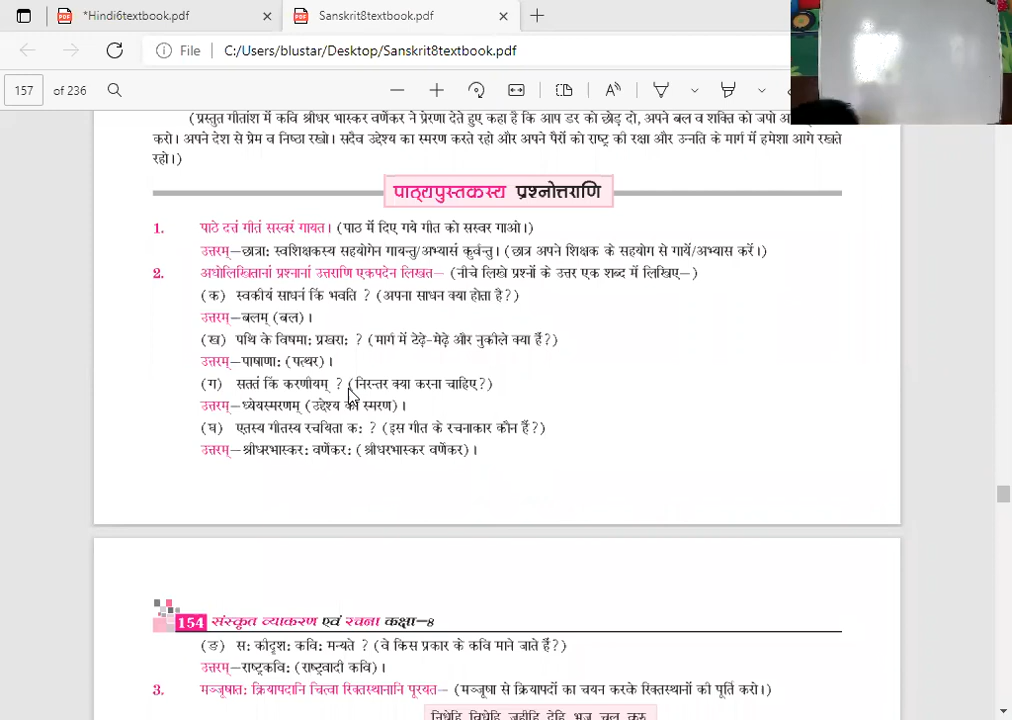 *Hindi6textbook.pdf
Sanskrit8textbook.pdf
File
C:/Users/blustar/Desktop/Sanskrit8textbook.pdf
157 of 236
(प्रस्तुत गीतांश में कवि श्रीधर भास्कर वर्णेकर ने प्रेरणा देते हुए कहा है कि आप डर को छोड़ दो, अपने बल व शक्ति को जपो
करो। अपने देश से प्रेम व निष्ठा रखो। सदैव उद्देश्य का स्मरण करते रहो और अपने पैरों को राष्ट्र की रक्षा और उन्नति के मार्ग में हमेशा आगे रखते
रहो।)
पाठ्यपुस्तकस्य प्रश्नोत्तराणि
1. पाठे दत्तं गीतं सस्वरं गायत। (पाठ में दिए गये गीत को सस्वर गाओ।)
उत्तरम्–छात्रा: स्वशिक्षकस्य सहयोगेन गायन्तु/अभ्यासं कुर्वन्तु। (छात्र अपने शिक्षक के सहयोग से गायें/अभ्यास करें।)
2. अधोलिखितानां प्रश्नानां उत्तराणि एकपदेन लिखत– (नीचे लिखे प्रश्नों के उत्तर एक शब्द में लिखिए–)
(क) स्वकीयं साधनं किं भवति ? (अपना साधन क्या होता है?)
उत्तरम्–बलम् (बल)।
(ख) पथि के विषमा: प्रखरा: ? (मार्ग में टेढ़े-मेढ़े और नुकीले क्या हैं?)
उत्तरम्–पाषाणा: (पत्थर)।
(ग) सततं किं करणीयम् ? (निरन्तर क्या करना चाहिए?)
उत्तरम्–ध्येयस्मरणम् (उद्देश्य का स्मरण)।
(घ) एतस्य गीतस्य रचयिता क: ? (इस गीत के रचनाकार कौन हैं?)
उत्तरम्–श्रीधरभास्कर: वर्णेकर: (श्रीधरभास्कर वर्णेकर)।
154 संस्कृत व्याकरण एवं रचना कक्षा–8
(ङ) स: कीदृश: कवि: मन्यते ? (वे किस प्रकार के कवि माने जाते हैं?)
उत्तरम्–राष्ट्रकवि: (राष्ट्रवादी कवि)।
3. मञ्जूषात: क्रियापदानि चित्वा रिक्तस्थानानि पूरयत– (मञ्जूषा से क्रियापदों का चयन करके रिक्तस्थानों की पूर्ति करो।)
निधेहि विधेहि जहीहि देहि भज चल कुरु